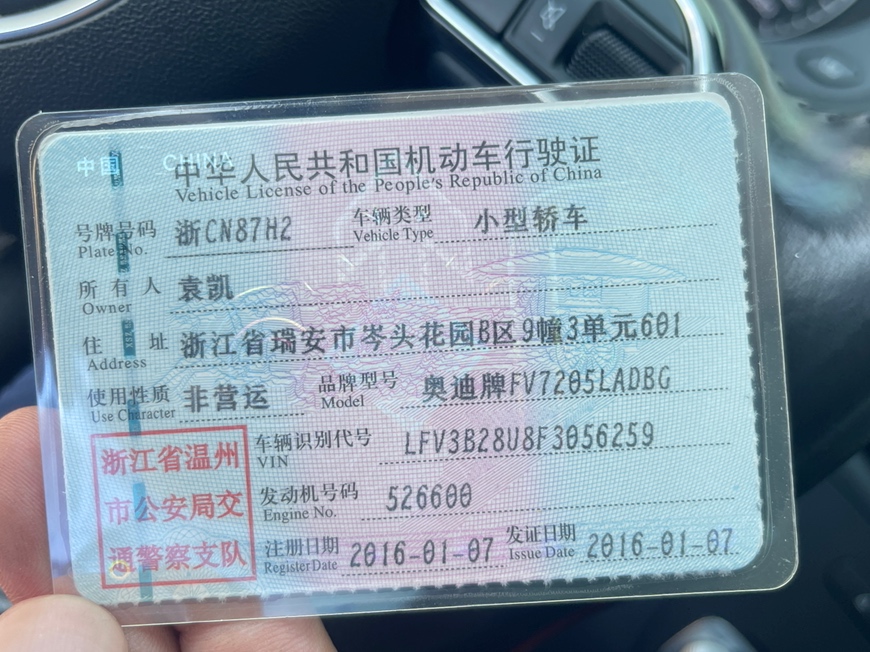 中国 CHINA
中华人民共和国机动车行驶证
Vehicle License of the People's Republic of China
号牌号码 浙CN87H2 车辆类型 小型轿车
Plate No. Vehicle Type
所有人 袁凯
Owner
住址 浙江省瑞安市岑头花园B区9幢3单元601
Address
使用性质 非营运 品牌型号 奥迪牌FV7205LADBG
Use Character Model
浙江省温州
市公安局交
通警察支队
车辆识别代号 LFV3B28U8F3056259
VIN
发动机号码 526600
Engine No.
注册日期 2016-01-07 发证日期 2016-01-07
Register Date Issue Date